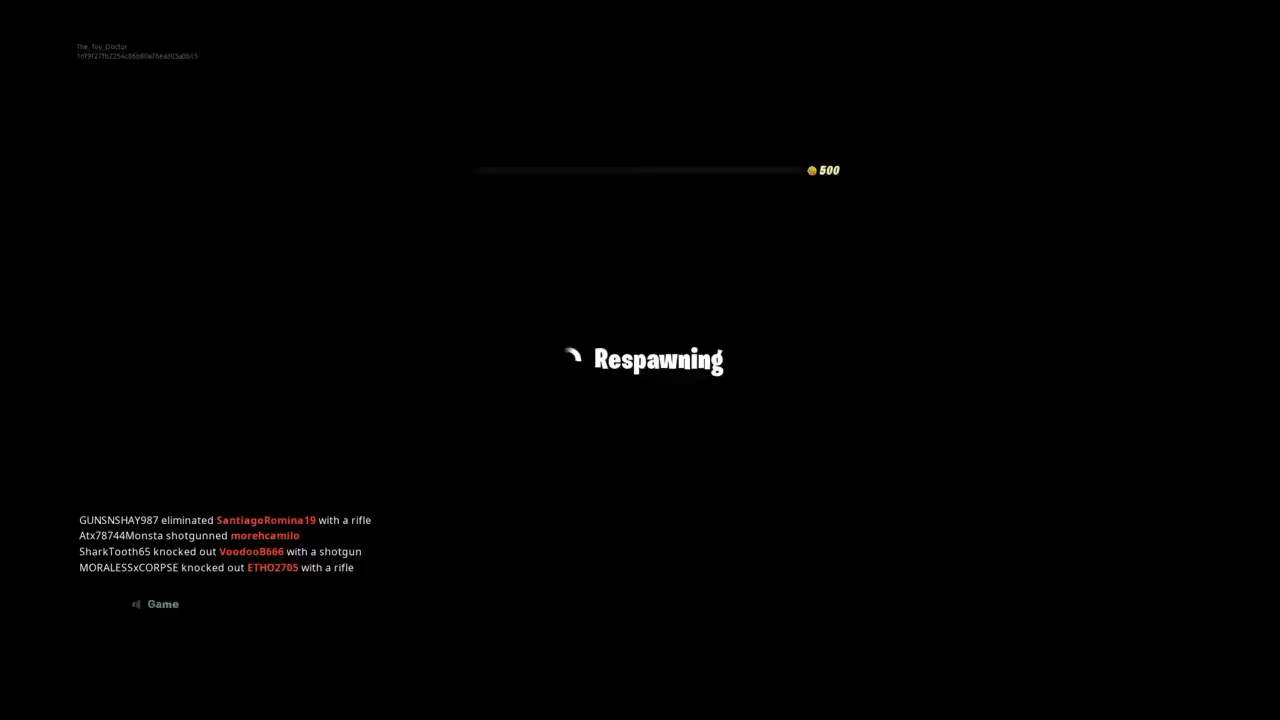 The_Toy_Doctor
500
Respawning
GUNSNSHAY987 eliminated SantiagoRomina19 with a rifle
Atx78744Monsta shotgunned morehcamilo
SharkTooth65 knocked out VoodooB666 with a shotgun
MORALESSxCORPSE knocked out ETHO2705 with a rifle
Game